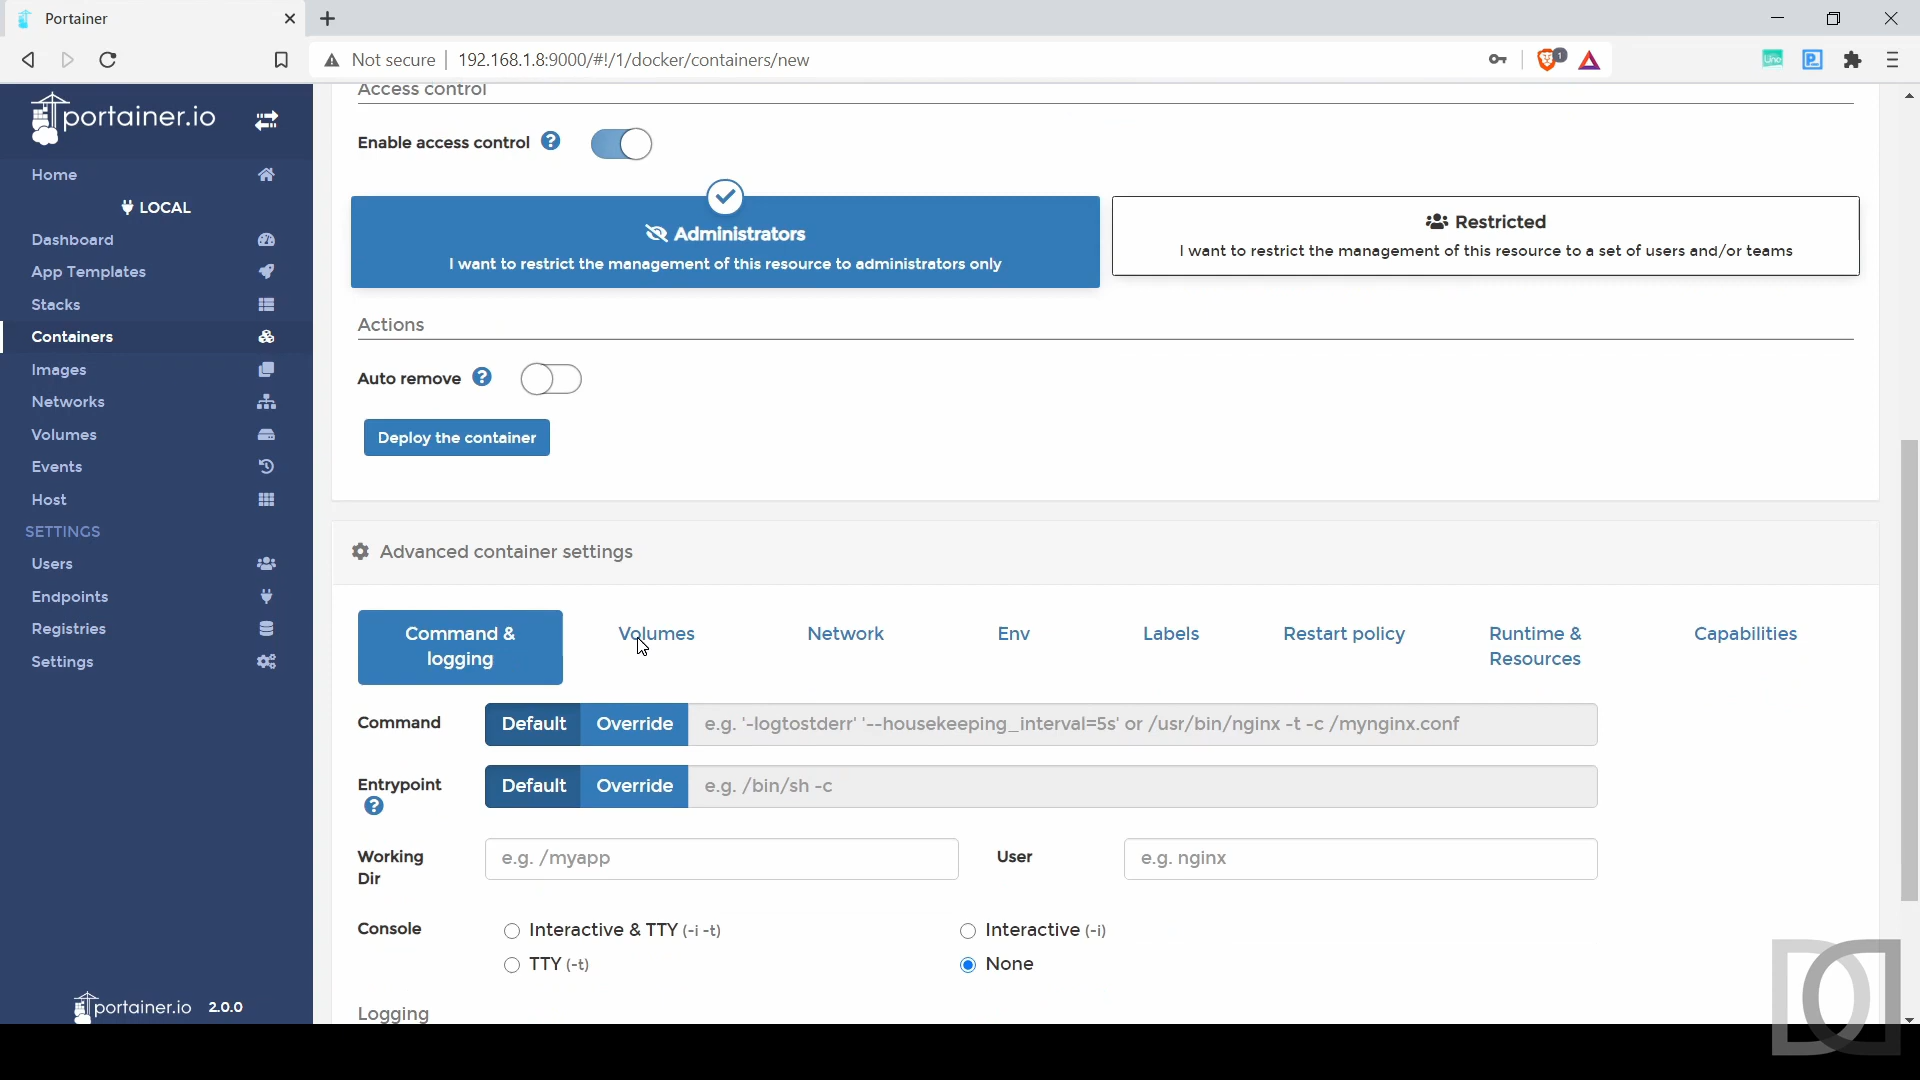 Portainer
Not secure
192.168.1.8:9000/#!/1/docker/containers/new
1
Uno
P
portainer.io
Home
LOCAL
Dashboard
App Templates
Stacks
Containers
Images
Networks
Volumes
Events
Host
SETTINGS
Users
Endpoints
Registries
Settings
portainer.io 2.0.0
Access control
Enable access control
Administrators
I want to restrict the management of this resource to administrators only
Restricted
I want to restrict the management of this resource to a set of users and/or teams
Actions
Auto remove
Deploy the container
Advanced container settings
Command &
logging
Volumes
Network
Env
Labels
Restart policy
Runtime &
Resources
Capabilities
Command
Default
Override
e.g. '-logtostderr' '--housekeeping_interval=5s' or /usr/bin/nginx -t -c /mynginx.conf
Entrypoint
Default
Override
e.g. /bin/sh -c
Working
Dir
e.g. /myapp
User
e.g. nginx
Console
Interactive & TTY (-i -t)
Interactive (-i)
TTY (-t)
None
Logging